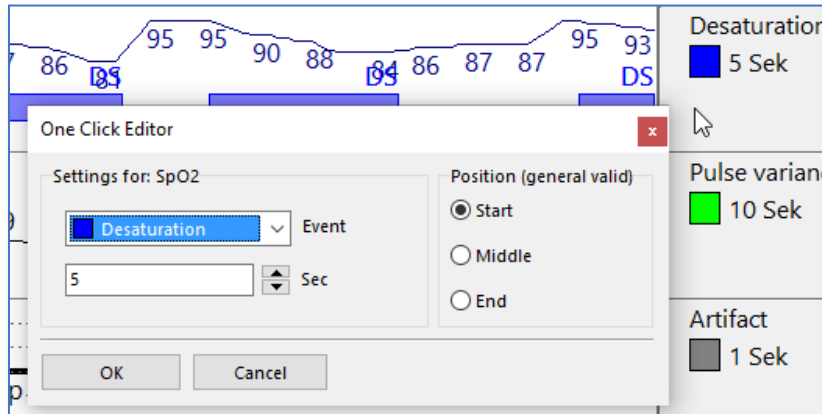 95 95 90 88 84 86 87 87 95 93
86 81
DS DS DS
Desaturation
5 Sek
One Click Editor
x
Settings for: SpO2
Position (general valid)
Desaturation Event
Start
Middle
5 Sec
End
OK Cancel
Pulse varian
10 Sek
Artifact
1 Sek
p